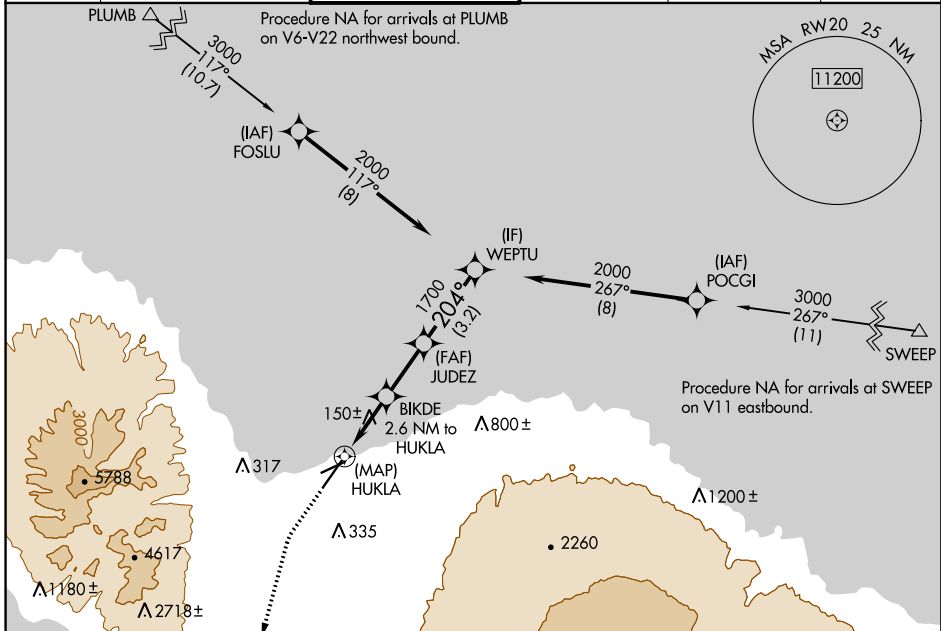 PLUMB
Procedure NA for arrivals at PLUMB
on V6-V22 northwest bound.
MSA RW20 25 NM
11200
3000
117°
(10.7)
(IAF)
FOSLU
2000
117°
(8)
(IF)
WEPTU
2000
267°
(8)
(IAF)
POCGI
3000
267°
(11)
SWEEP
1700
204°
(3.2)
(FAF)
JUDEZ
Procedure NA for arrivals at SWEEP
on V11 eastbound.
150±
BIKDE
2.6 NM to
HUKLA
800±
3000
317
(MAP)
HUKLA
5788
1200±
335
2260
4617
1180±
2718±